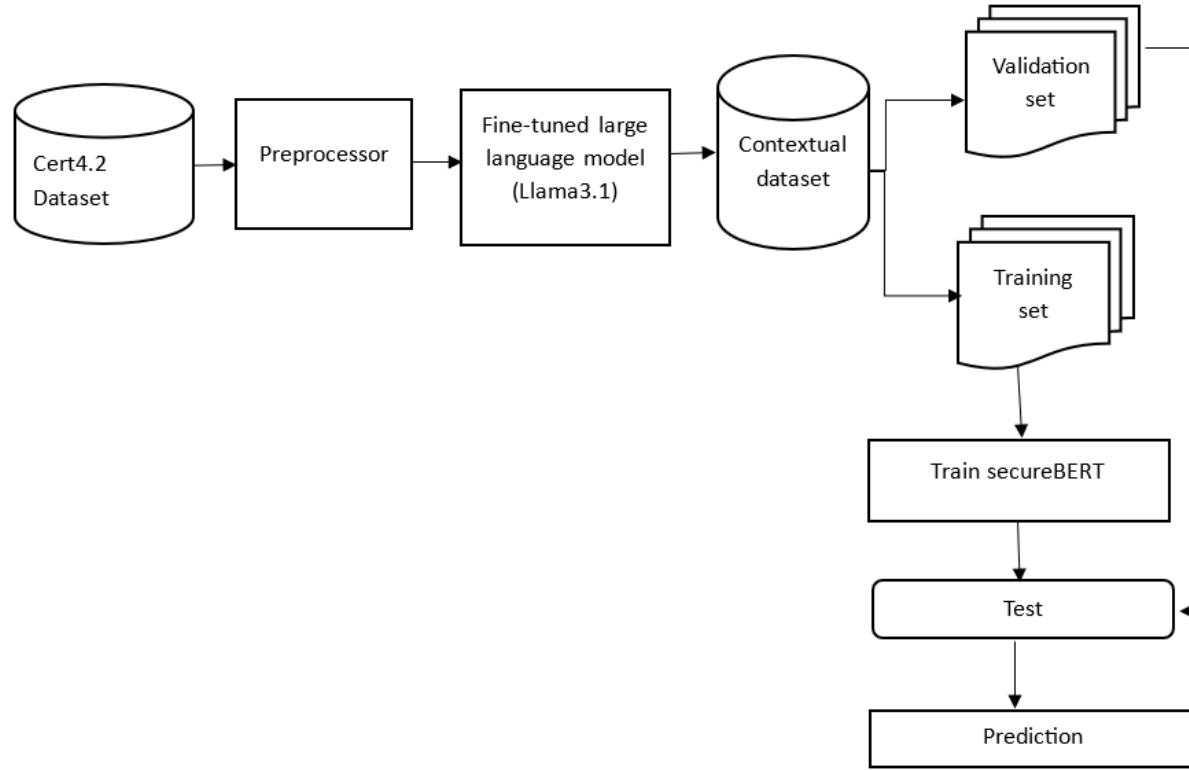 Cert4.2
Dataset
Preprocessor
Fine-tuned large
language model
(Llama3.1)
Contextual
dataset
Validation
set
Training
set
Train secureBERT
Test
Prediction